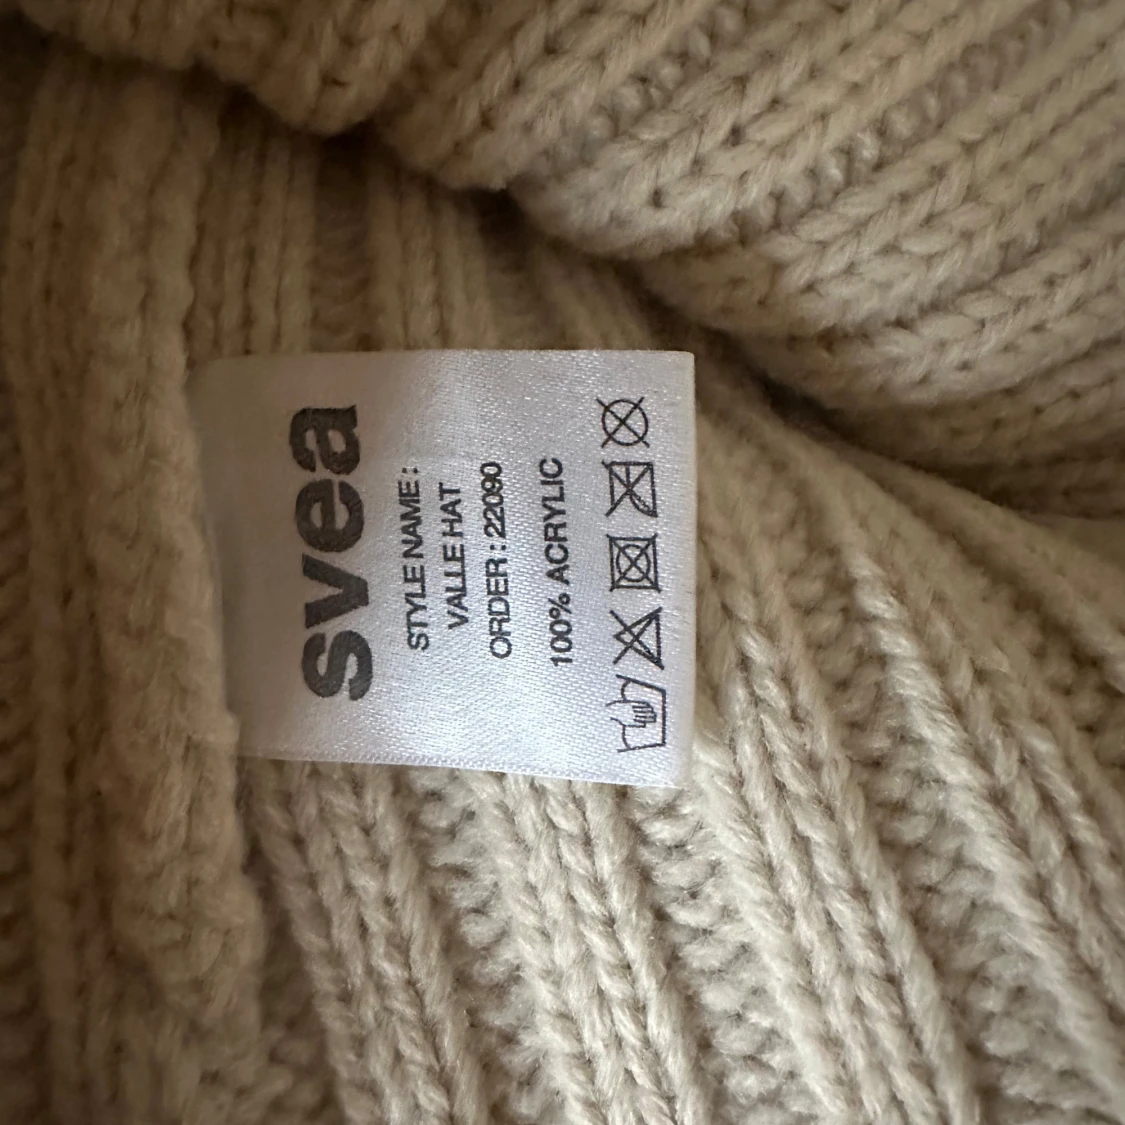 svea
STYLE NAME :
VALLE HAT
ORDER : 22090
100% ACRYLIC